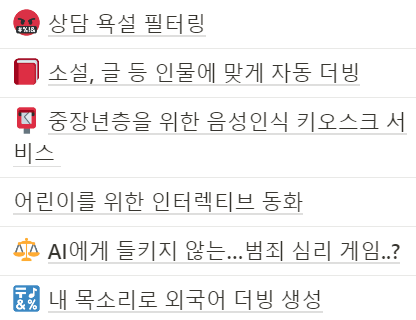 상담 욕설 필터링
소설, 글 등 인물에 맞게 자동 더빙
중장년층을 위한 음성인식 키오스크 서
비스
어린이를 위한 인터렉티브 동화
AI에게 들키지 않는...범죄 심리 게임..?
내 목소리로 외국어 더빙 생성